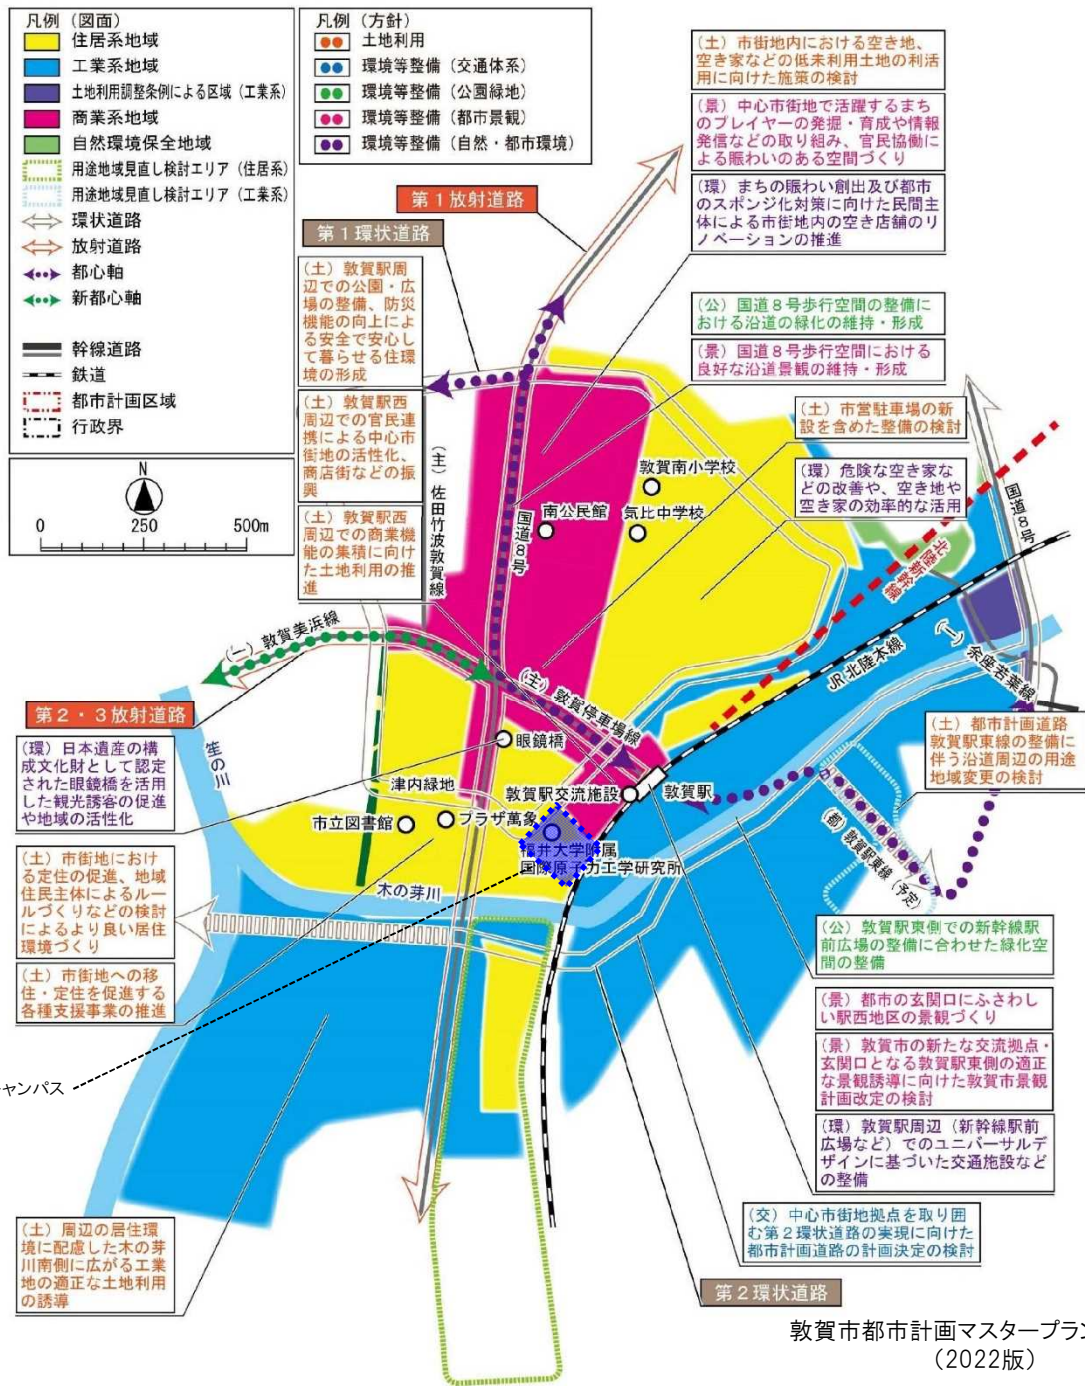 凡例（図面）
住居系地域
工業系地域
土地利用調整条例による区域（工業系）
商業系地域
自然環境保全地域
用途地域見直し検討エリア（住居系）
用途地域見直し検討エリア（工業系）
環状道路
放射道路
都心軸
新都心軸
幹線道路
鉄道
都市計画区域
行政界
N
0 250 500m
凡例（方針）
土地利用
環境等整備（交通体系）
環境等整備（公園緑地）
環境等整備（都市景観）
環境等整備（自然・都市環境）
第１放射道路
第１環状道路
（土）敦賀駅周
辺での公園・広
場の整備、防災
機能の向上によ
る安全で安心し
て暮らせる住環
境の形成
（土）敦賀駅西
周辺での官民連
携による中心市
街地の活性化、
商店街などの振
興
（土）敦賀駅西
周辺での商業機
能の集積に向け
た土地利用の推
進
（土）市街地内における空き地、
空き家などの低未利用土地の利活
用に向けた施策の検討
（景）中心市街地で活躍するまち
のプレイヤーの発掘・育成や情報
発信などの取り組み、官民協働に
よる賑わいのある空間づくり
（環）まちの賑わい創出及び都市
のスポンジ化対策に向けた民間主
体による市街地内の空き店舗のリ
ノベーションの推進
（公）国道８号歩行空間の整備に
おける沿道の緑化の維持・形成
（景）国道８号歩行空間における
良好な沿道景観の維持・形成
（土）市営駐車場の新
設を含めた整備の検討
（環）危険な空き家な
どの改善や、空き地や
空き家の効率的な活用
（主）佐田竹波敦賀線
国道８号
敦賀南小学校
南公民館
気比中学校
国道８号
北陸新幹線
JR北陸本線
（一）余座若葉線
（一）敦賀美浜線
（主）敦賀停車場線
第２・３放射道路
（環）日本遺産の構
成文化財として認定
された眼鏡橋を活用
した観光誘客の促進
や地域の活性化
笙の川
眼鏡橋
津内緑地
敦賀駅交流施設
敦賀駅
市立図書館
プラザ萬象
福井大学附属
国際原子力工学研究所
木の芽川
（土）都市計画道路
敦賀駅東線の整備に
伴う沿道周辺の用途
地域変更の検討
（都）敦賀駅東線（予定）
（土）市街地におけ
る定住の促進、地域
住民主体によるルー
ルづくりなどの検討
によるより良い居住
環境づくり
（土）市街地への移
住・定住を促進する
各種支援事業の推進
ャンパス
（土）周辺の居住環
境に配慮した木の芽
川南側に広がる工業
地の適正な土地利用
の誘導
（公）敦賀駅東側での新幹線駅
前広場の整備に合わせた緑化空
間の整備
（景）都市の玄関口にふさわし
い駅西地区の景観づくり
（景）敦賀市の新たな交流拠点・
玄関口となる敦賀駅東側の適正
な景観誘導に向けた敦賀市景観
計画改定の検討
（環）敦賀駅周辺（新幹線駅前
広場など）でのユニバーサルデ
ザインに基づいた交通施設など
の整備
（交）中心市街地拠点を取り囲
む第２環状道路の実現に向けた
都市計画道路の計画決定の検討
第２環状道路
敦賀市都市計画マスタープラン
（2022版）